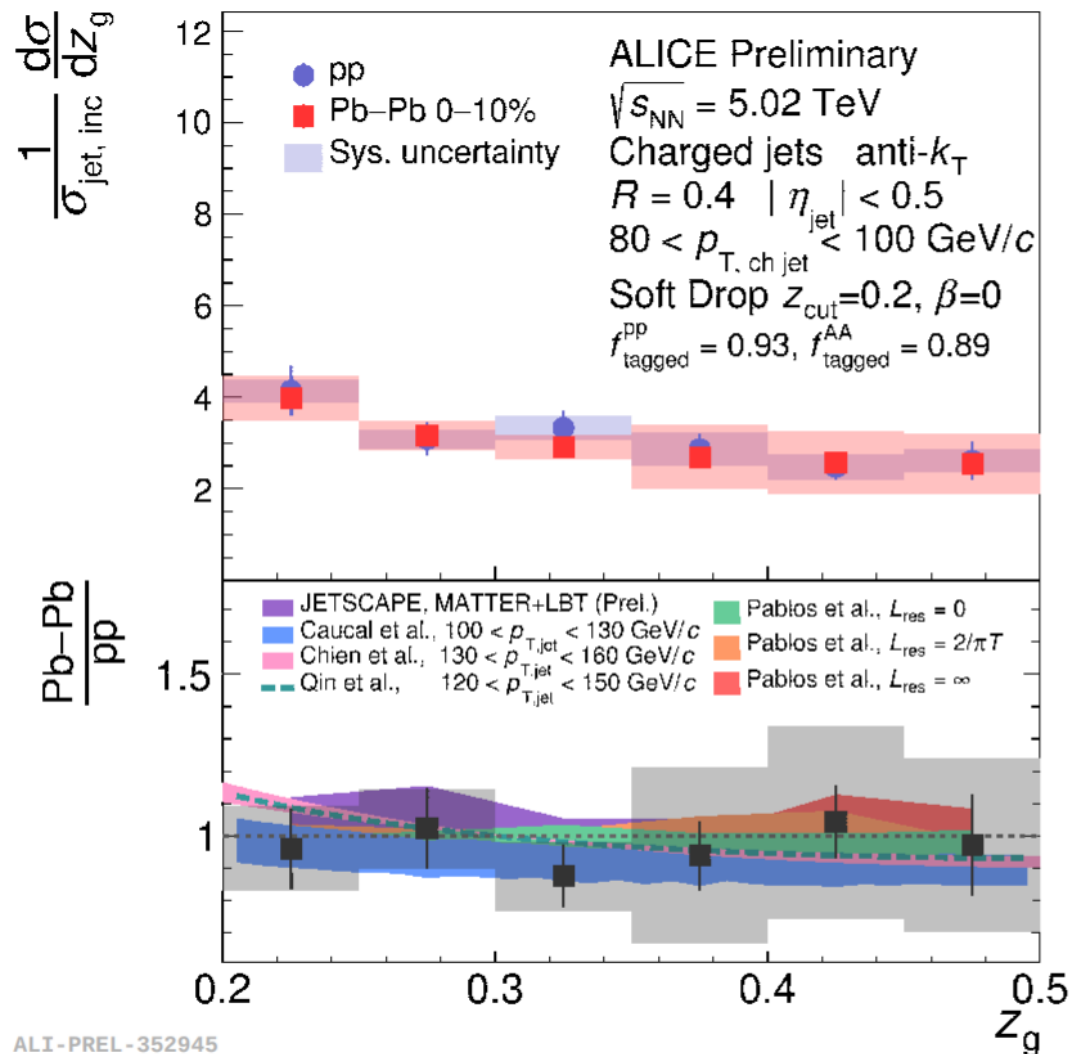 1/σ_jet, inc dσ/dz_g
12
10
8
6
4
2
pp
Pb–Pb 0–10%
Sys. uncertainty
ALICE Preliminary
√s_NN = 5.02 TeV
Charged jets anti-k_T
R = 0.4 | η_jet | < 0.5
80 < p_T, ch jet < 100 GeV/c
Soft Drop z_cut=0.2, β=0
f^pp_tagged = 0.93, f^AA_tagged = 0.89
Pb–Pb/pp
1.5
1
JETSCAPE, MATTER+LBT (Prel.)
Caucal et al., 100 < p_T,jet < 130 GeV/c
Chien et al., 130 < p_T,jet < 160 GeV/c
Qin et al., 120 < p_T,jet < 150 GeV/c
Pablos et al., L_res = 0
Pablos et al., L_res = 2/πT
Pablos et al., L_res = ∞
0.2 0.3 0.4 0.5
z_g
ALI-PREL-352945